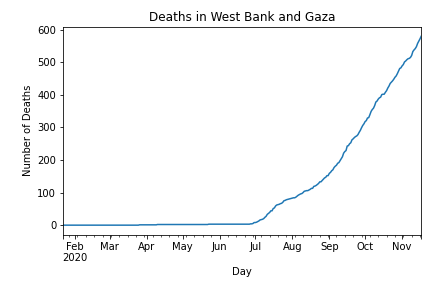 Deaths in West Bank and Gaza
600
500
400
300
200
100
0
Number of Deaths
Feb Mar Apr May Jun Jul Aug Sep Oct Nov
2020
Day